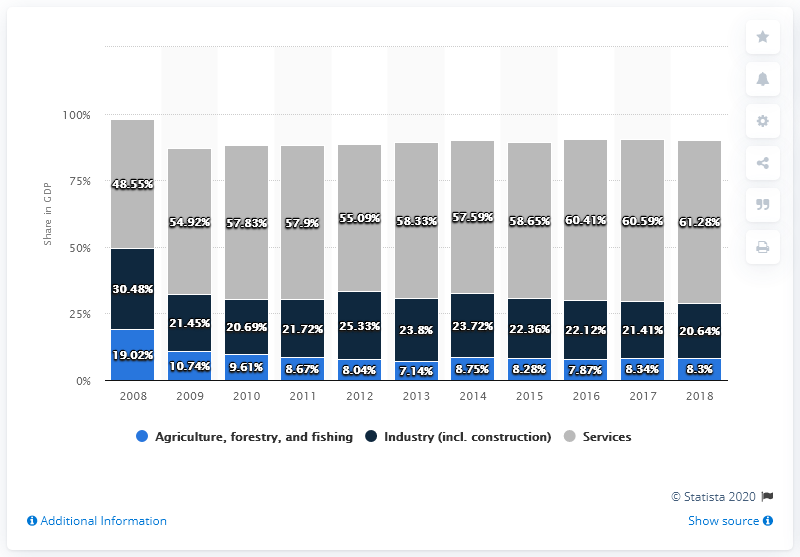 Share in GDP
100%
75%
50%
25%
0%
48.55% 54.92% 57.83% 57.9% 55.09% 58.33% 57.59% 58.65% 60.41% 60.59% 61.28%
30.48% 21.45% 20.69% 21.72% 25.33% 23.8% 23.72% 22.36% 22.12% 21.41% 20.64%
19.02% 10.74% 9.61% 8.67% 8.04% 7.14% 8.75% 8.28% 7.87% 8.34% 8.3%
2008 2009 2010 2011 2012 2013 2014 2015 2016 2017 2018
Agriculture, forestry, and fishing Industry (incl. construction) Services
© Statista 2020
Additional Information Show source